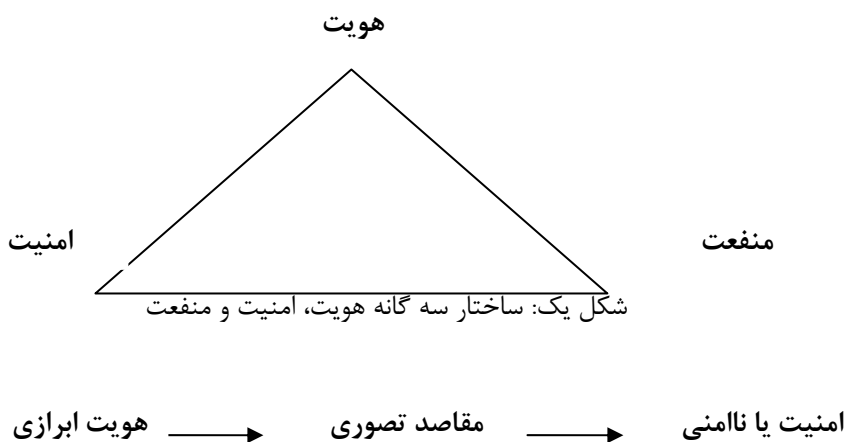 هویت
منفعت امنیت
شکل یک: ساختار سه گانه هویت، امنیت و منفعت
هویت ابرازی مقاصد تصوری امنیت یا ناامنی